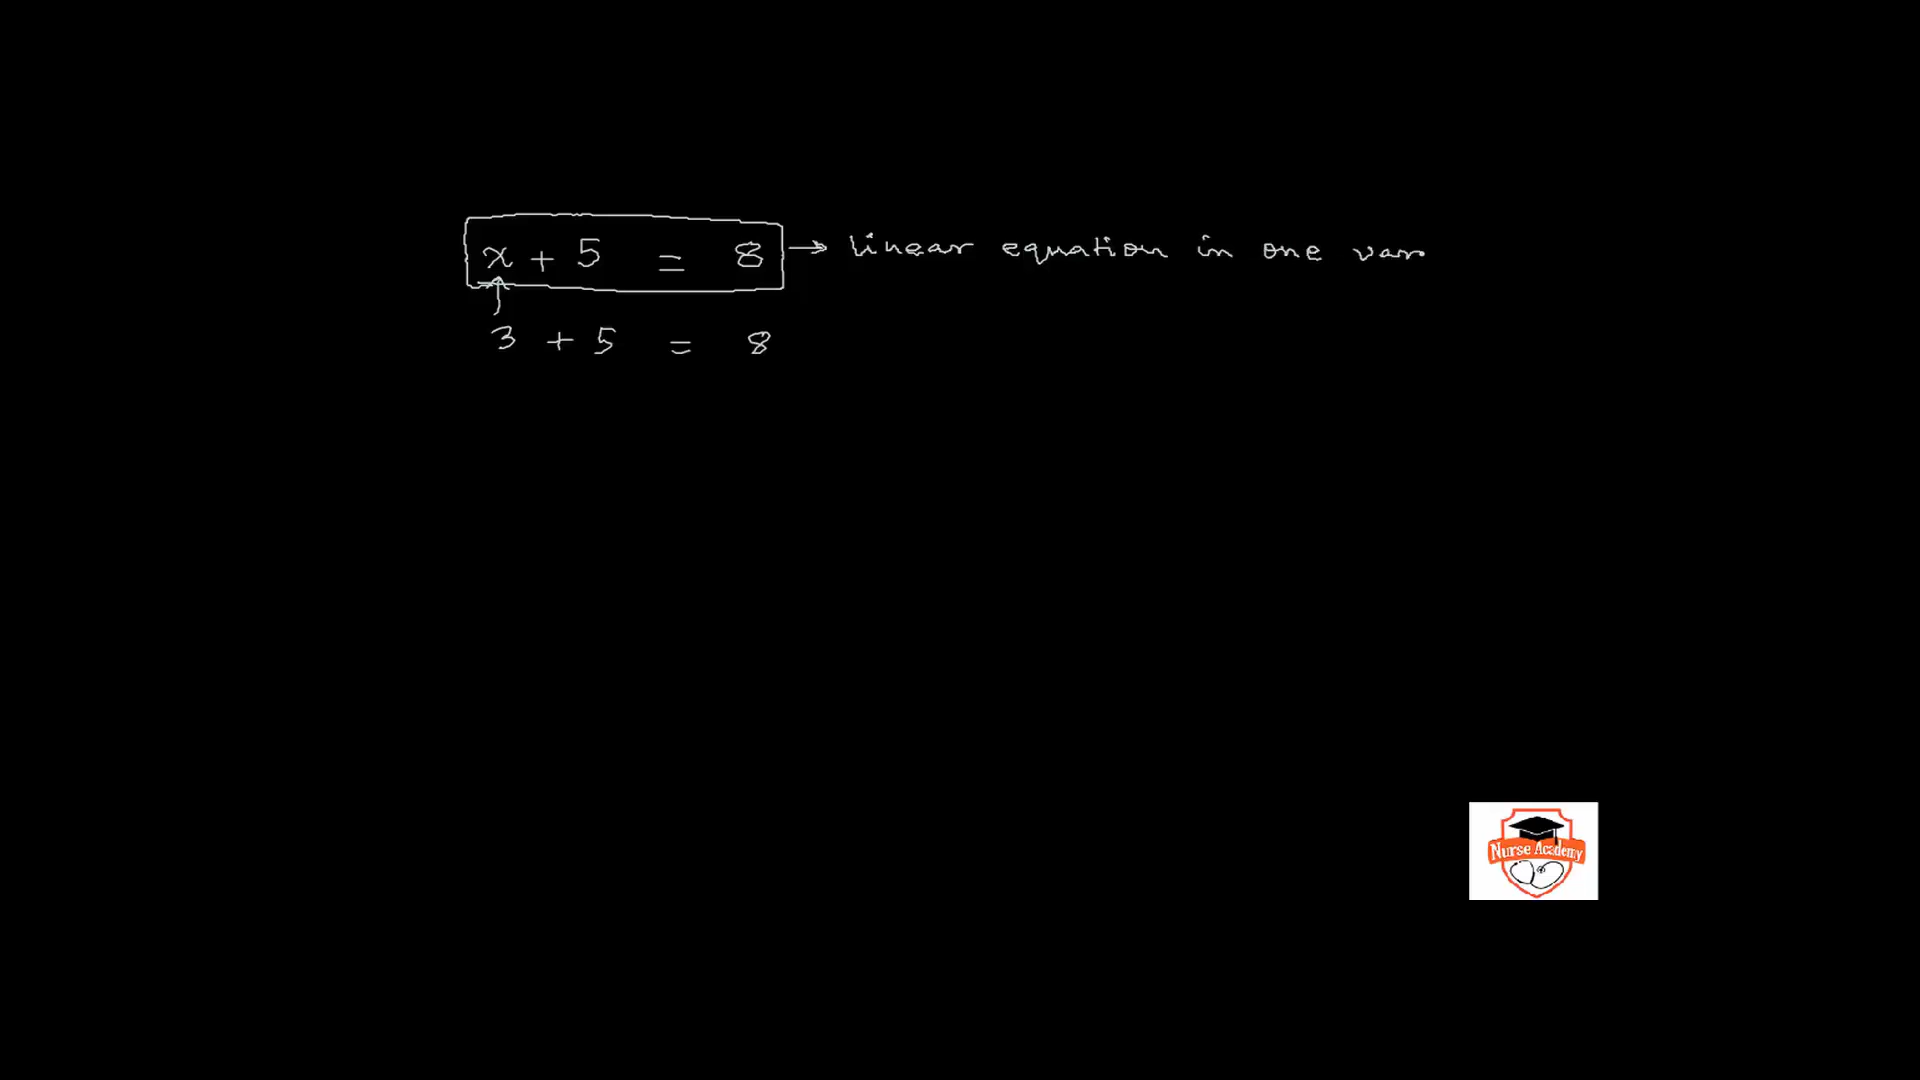 x + 5 = 8 → linear equation in one var
3 + 5 = 8
Nurse Academy